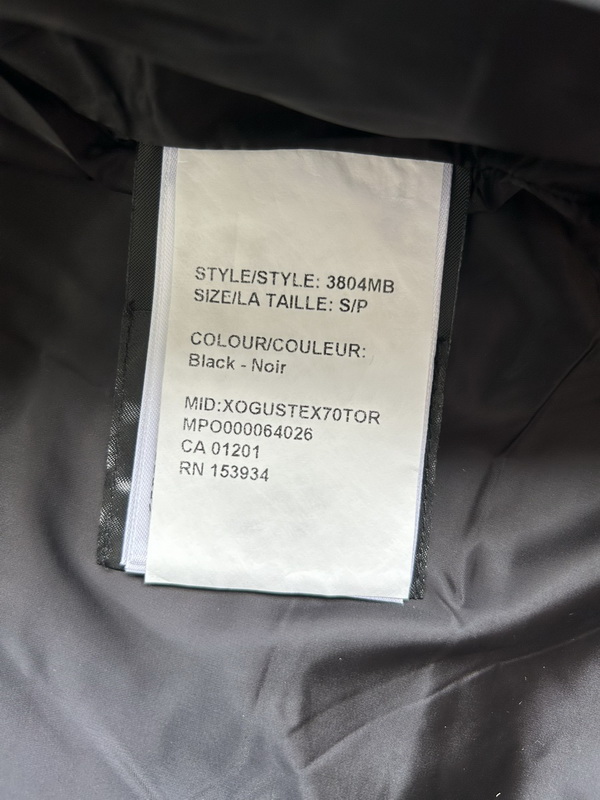 STYLE/STYLE: 3804MB
SIZE/LA TAILLE: S/P
COLOUR/COULEUR:
Black - Noir
MID:XOGUSTEX70TOR
MPO000064026
CA 01201
RN 153934